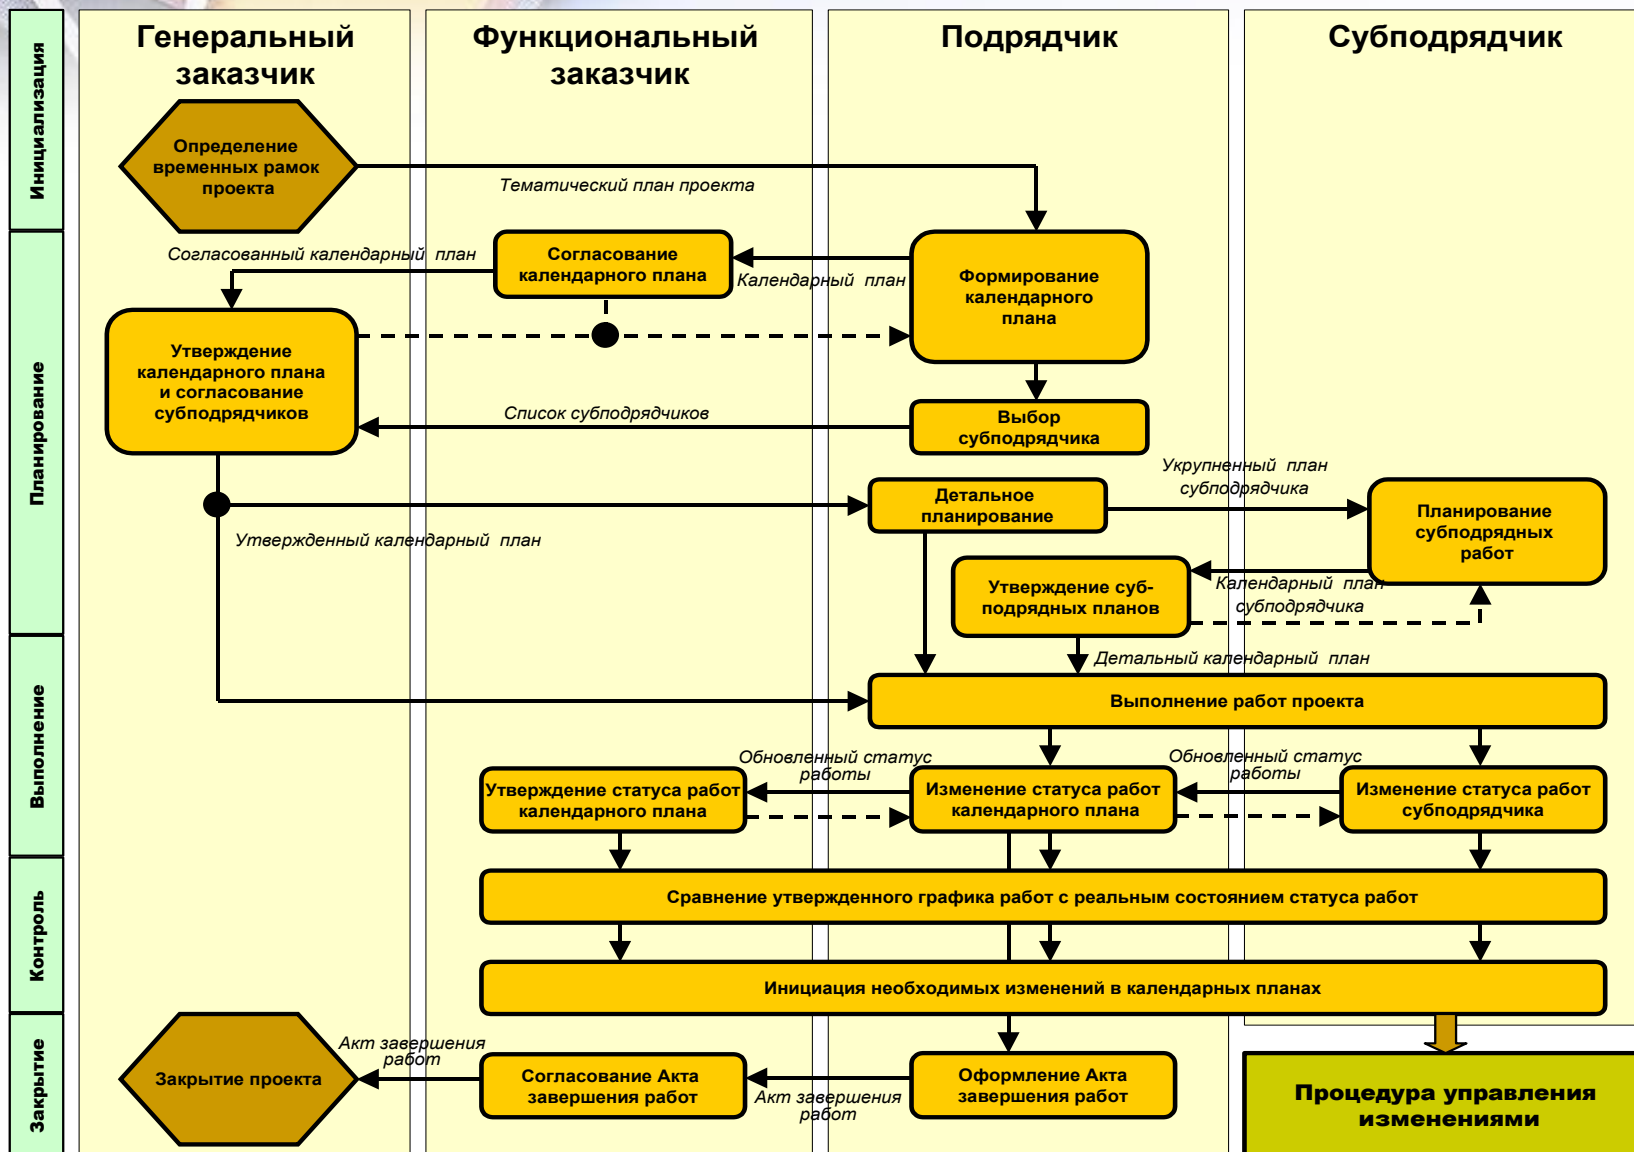 Генеральный
заказчик
Функциональный
заказчик
Подрядчик
Субподрядчик
Инициализация
Определение
временных рамок
проекта
Тематический план проекта
Планирование
Согласованный календарный план
Согласование
календарного плана
Календарный план
Формирование
календарного
плана
Утверждение
календарного плана
и согласование
субподрядчиков
Список субподрядчиков
Выбор
субподрядчика
Утвержденный календарный план
Детальное
планирование
Укрупненный план
субподрядчика
Планирование
субподрядных
работ
Утверждение суб-
подрядных планов
Календарный план
субподрядчика
Детальный календарный план
Выполнение
Выполнение работ проекта
Обновленный статус
работы
Обновленный статус
работы
Утверждение статуса работ
календарного плана
Изменение статуса работ
календарного плана
Изменение статуса работ
субподрядчика
Контроль
Сравнение утвержденного графика работ с реальным состоянием статуса работ
Инициация необходимых изменений в календарных планах
Закрытие
Закрытие проекта
Акт завершения
работ
Согласование Акта
завершения работ
Акт завершения
работ
Оформление Акта
завершения работ
Процедура управления
изменениями